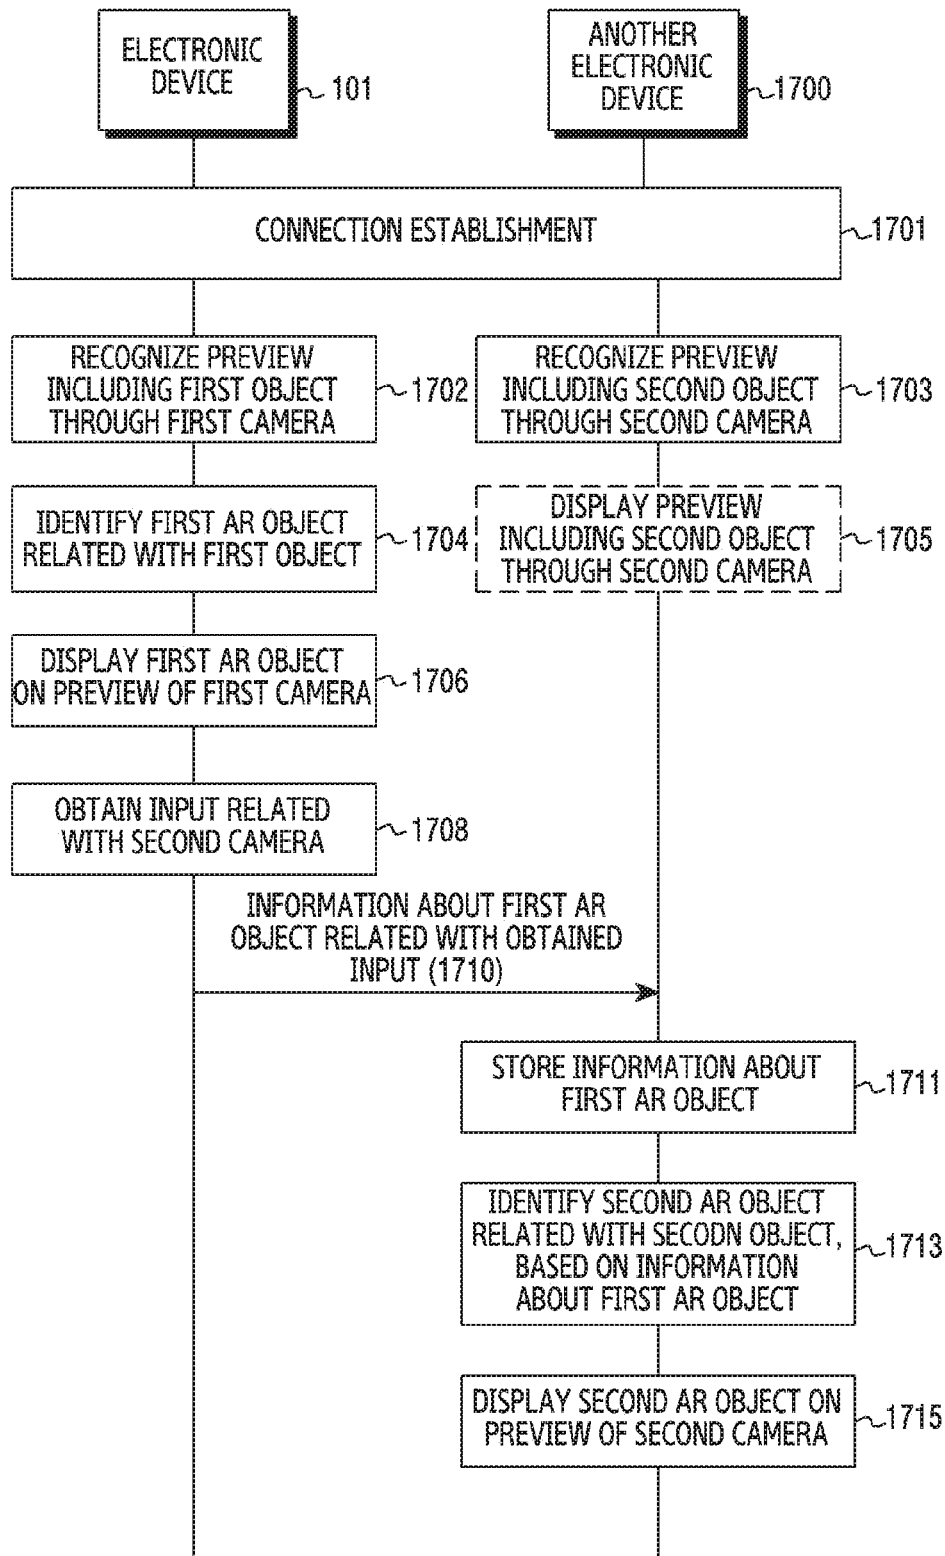 ELECTRONIC
DEVICE
101
ANOTHER
ELECTRONIC
DEVICE
1700
CONNECTION ESTABLISHMENT
1701
RECOGNIZE PREVIEW
INCLUDING FIRST OBJECT
THROUGH FIRST CAMERA
1702
RECOGNIZE PREVIEW
INCLUDING SECOND OBJECT
THROUGH SECOND CAMERA
1703
IDENTIFY FIRST AR OBJECT
RELATED WITH FIRST OBJECT
1704
DISPLAY PREVIEW
INCLUDING SECOND OBJECT
THROUGH SECOND CAMERA
1705
DISPLAY FIRST AR OBJECT
ON PREVIEW OF FIRST CAMERA
1706
OBTAIN INPUT RELATED
WITH SECOND CAMERA
1708
INFORMATION ABOUT FIRST AR
OBJECT RELATED WITH OBTAINED
INPUT (1710)
STORE INFORMATION ABOUT
FIRST AR OBJECT
1711
IDENTIFY SECOND AR OBJECT
RELATED WITH SECODN OBJECT,
BASED ON INFORMATION
ABOUT FIRST AR OBJECT
1713
DISPLAY SECOND AR OBJECT ON
PREVIEW OF SECOND CAMERA
1715